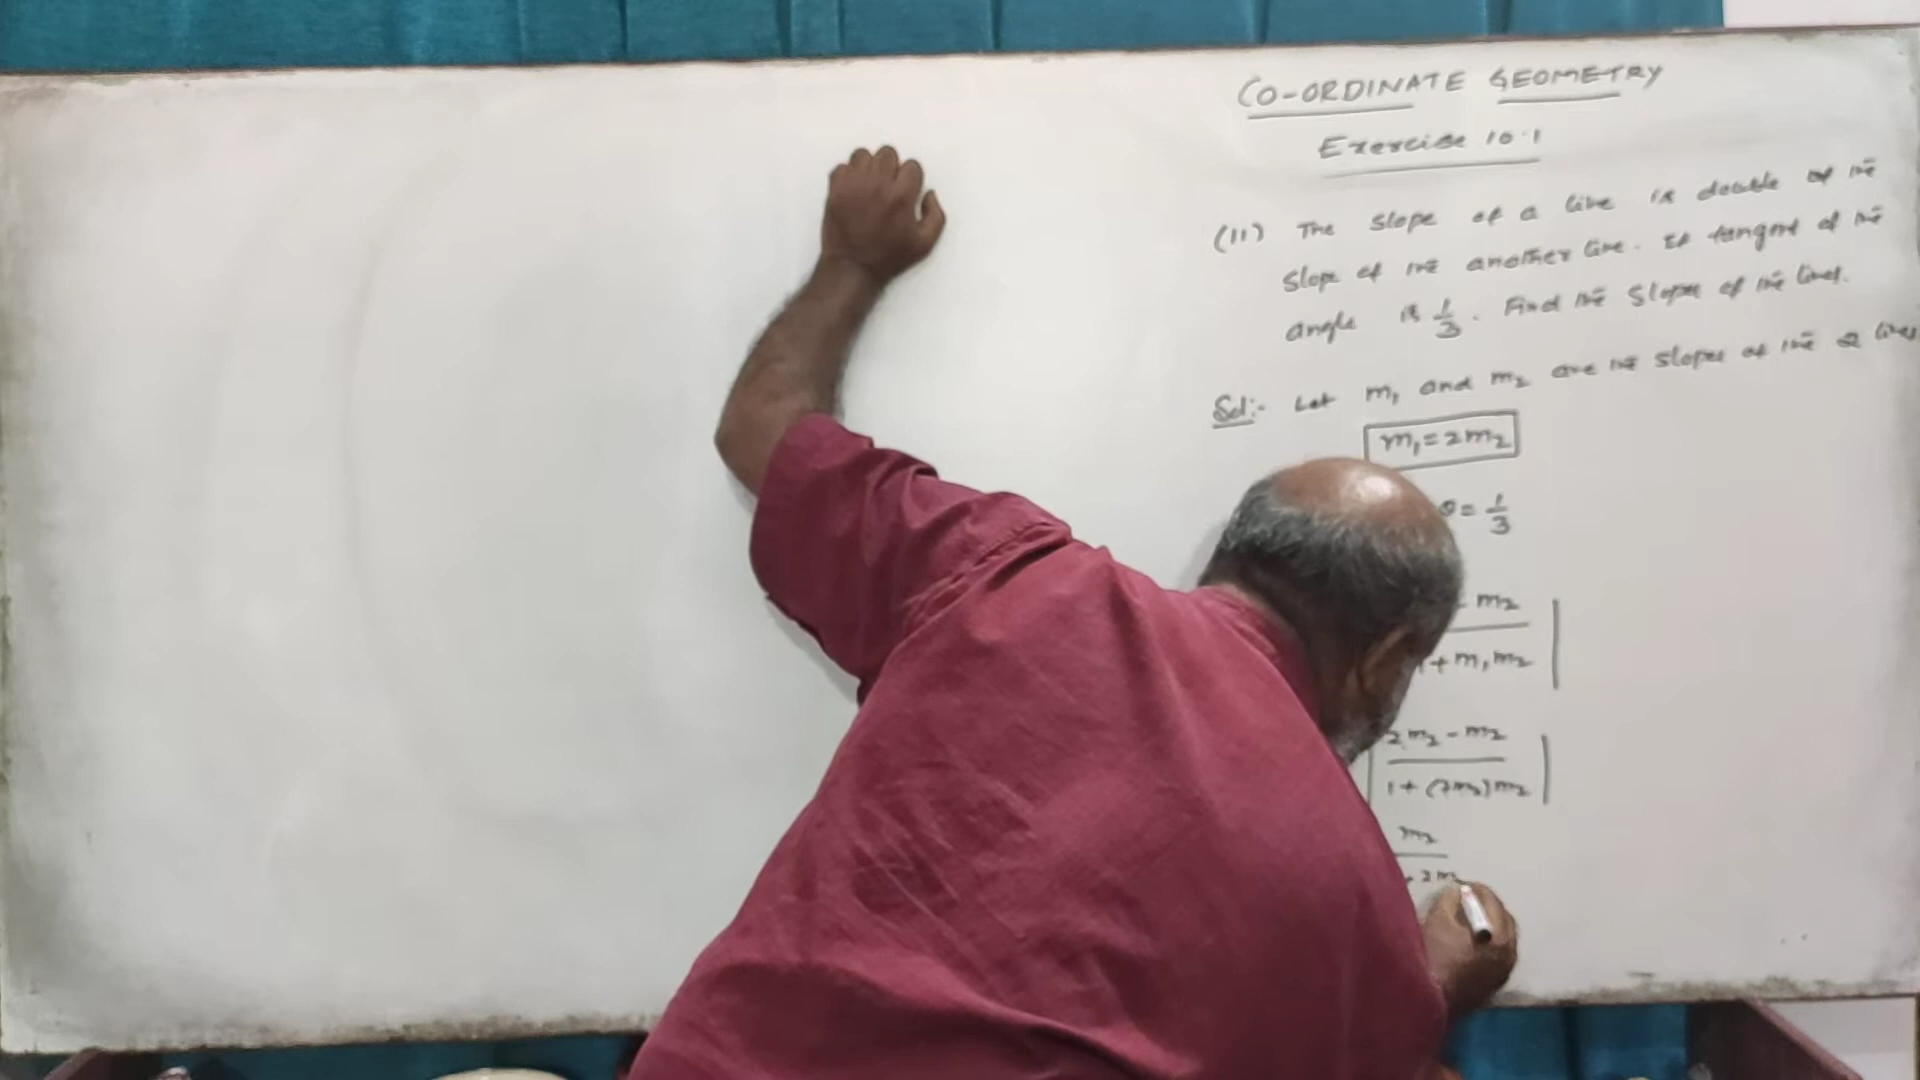 CO-ORDINATE GEOMETRY
Exercise 10.1
(11) The slope of a line is double of the
slope of the another line. If tangent of the
angle is 1/3. Find the slopes of the lines.
Sol:- Let m₁ and m₂ are the slopes of the 2 lines
m₁=2m₂
θ= 1/3
- m₂
1+m₁m₂
2m₂-m₂
1+(2m₂)m₂
m₂
+2m